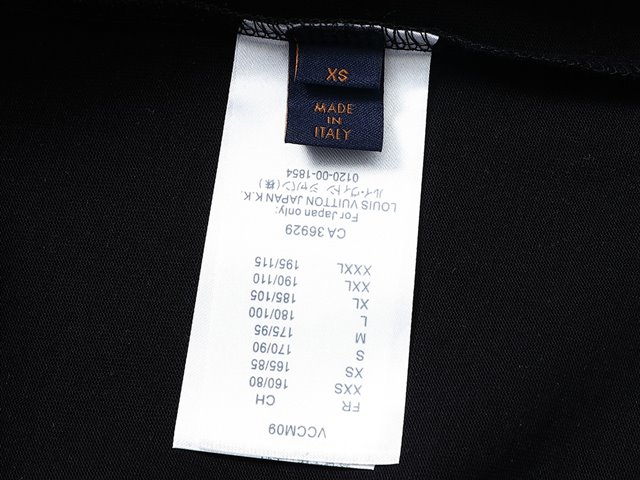 XS
MADE
IN
ITALY
VCCM09
FR CH
XXS 160/80
XS 165/85
S 170/90
M 175/95
L 180/100
XL 185/105
XXL 190/110
XXXL 195/115
CA 36929
For Japan only:
LOUIS VUITTON JAPAN K.K.
ルイ・ヴィトン ジャパン(株)
0120-00-1854